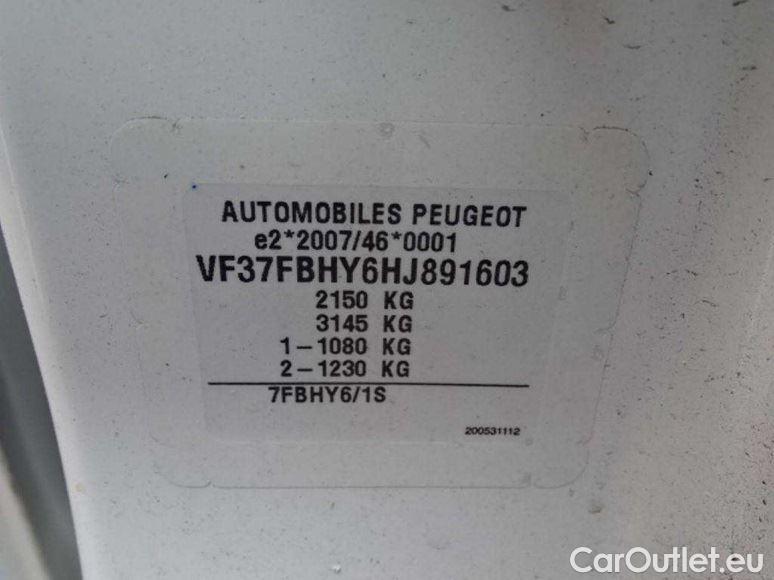 AUTOMOBILES PEUGEOT
e2*2007/46*0001
VF37FBHY6HJ891603
2150 KG
3145 KG
1-1080 KG
2-1230 KG
7FBHY6/1S
200531112
CarOutlet.eu